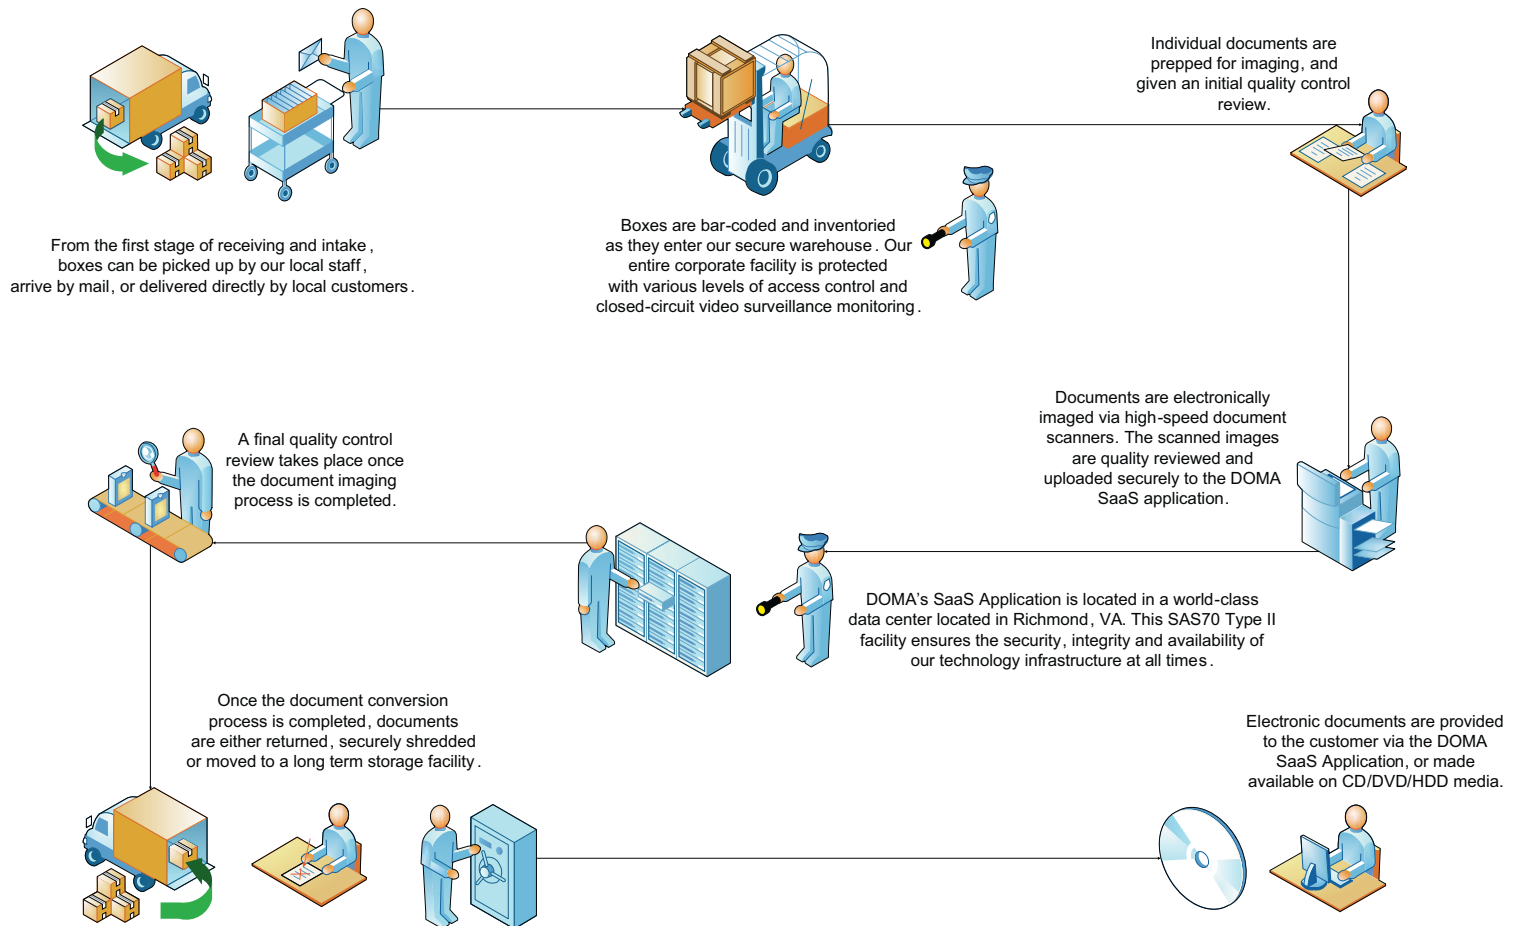 From the first stage of receiving and intake,
boxes can be picked up by our local staff,
arrive by mail, or delivered directly by local customers.
Boxes are bar-coded and inventoried
as they enter our secure warehouse. Our
entire corporate facility is protected
with various levels of access control and
closed-circuit video surveillance monitoring.
Individual documents are
prepped for imaging, and
given an initial quality control
review.
Documents are electronically
imaged via high-speed document
scanners. The scanned images
are quality reviewed and
uploaded securely to the DOMA
SaaS application.
DOMA's SaaS Application is located in a world-class
data center located in Richmond, VA. This SAS70 Type II
facility ensures the security, integrity and availability of
our technology infrastructure at all times.
A final quality control
review takes place once
the document imaging
process is completed.
Once the document conversion
process is completed, documents
are either returned, securely shredded
or moved to a long term storage facility.
Electronic documents are provided
to the customer via the DOMA
SaaS Application, or made
available on CD/DVD/HDD media.